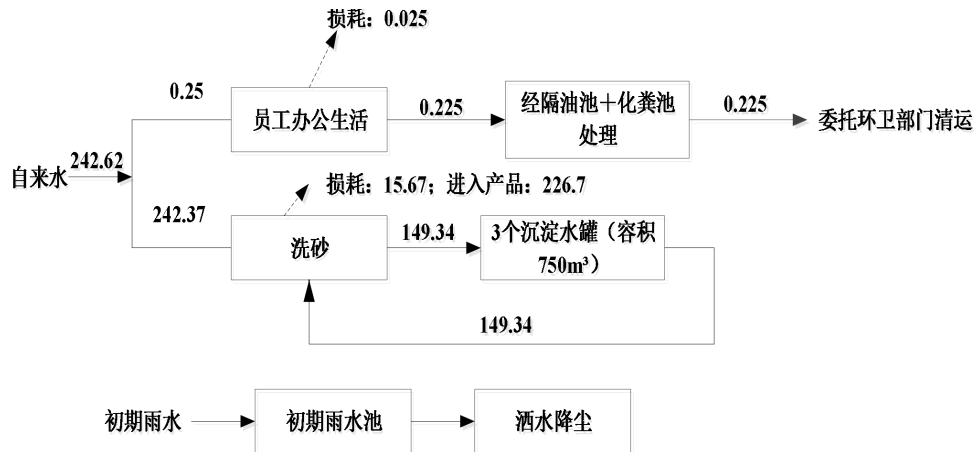 损耗：0.025
0.25
员工办公生活
0.225
经隔油池＋化粪池
处理
0.225
委托环卫部门清运
自来水
242.62
损耗：15.67；进入产品：226.7
242.37
洗砂
149.34
3个沉淀水罐（容积
750m³）
149.34
初期雨水
初期雨水池
洒水降尘